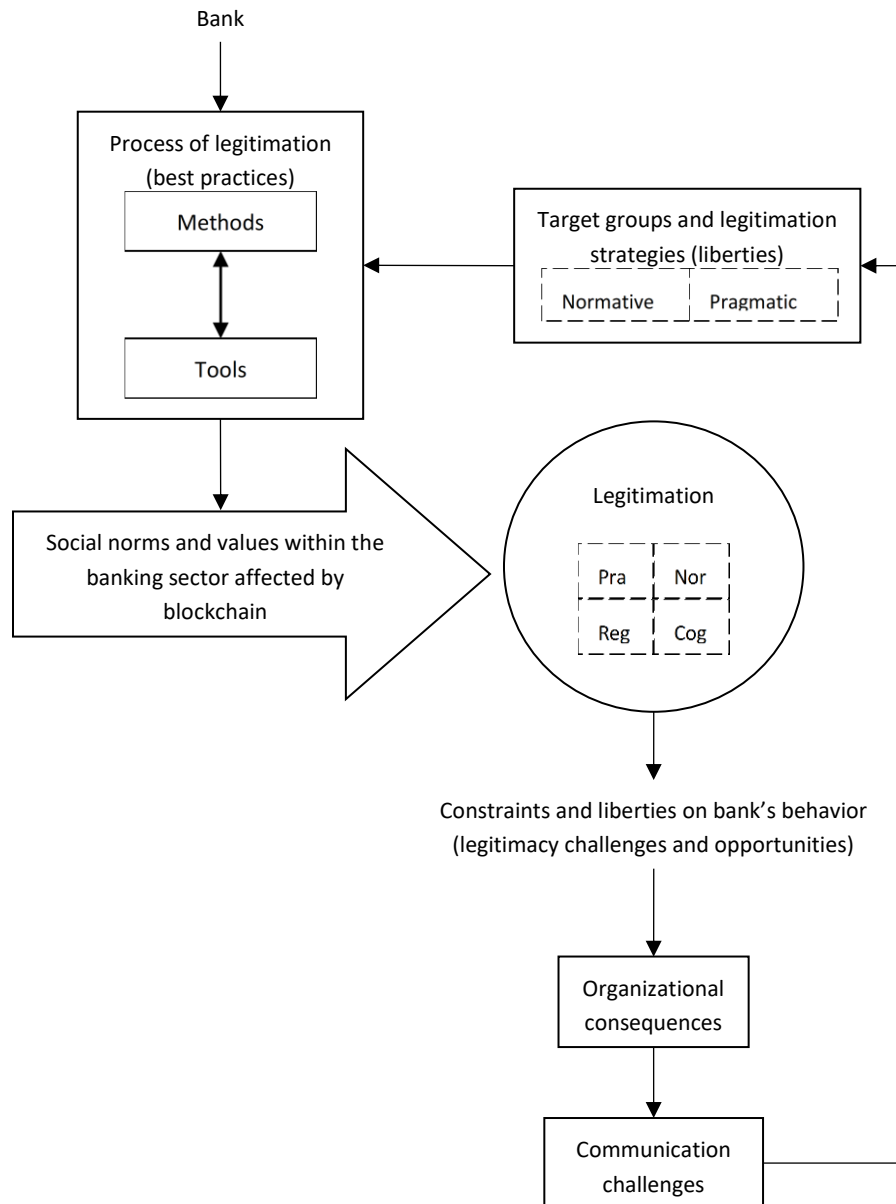 Bank
Process of legitimation
(best practices)
Methods
Tools
Target groups and legitimation
strategies (liberties)
Normative
Pragmatic
Social norms and values within the
banking sector affected by
blockchain
Legitimation
Pra
Nor
Reg
Cog
Constraints and liberties on bank’s behavior
(legitimacy challenges and opportunities)
Organizational
consequences
Communication
challenges